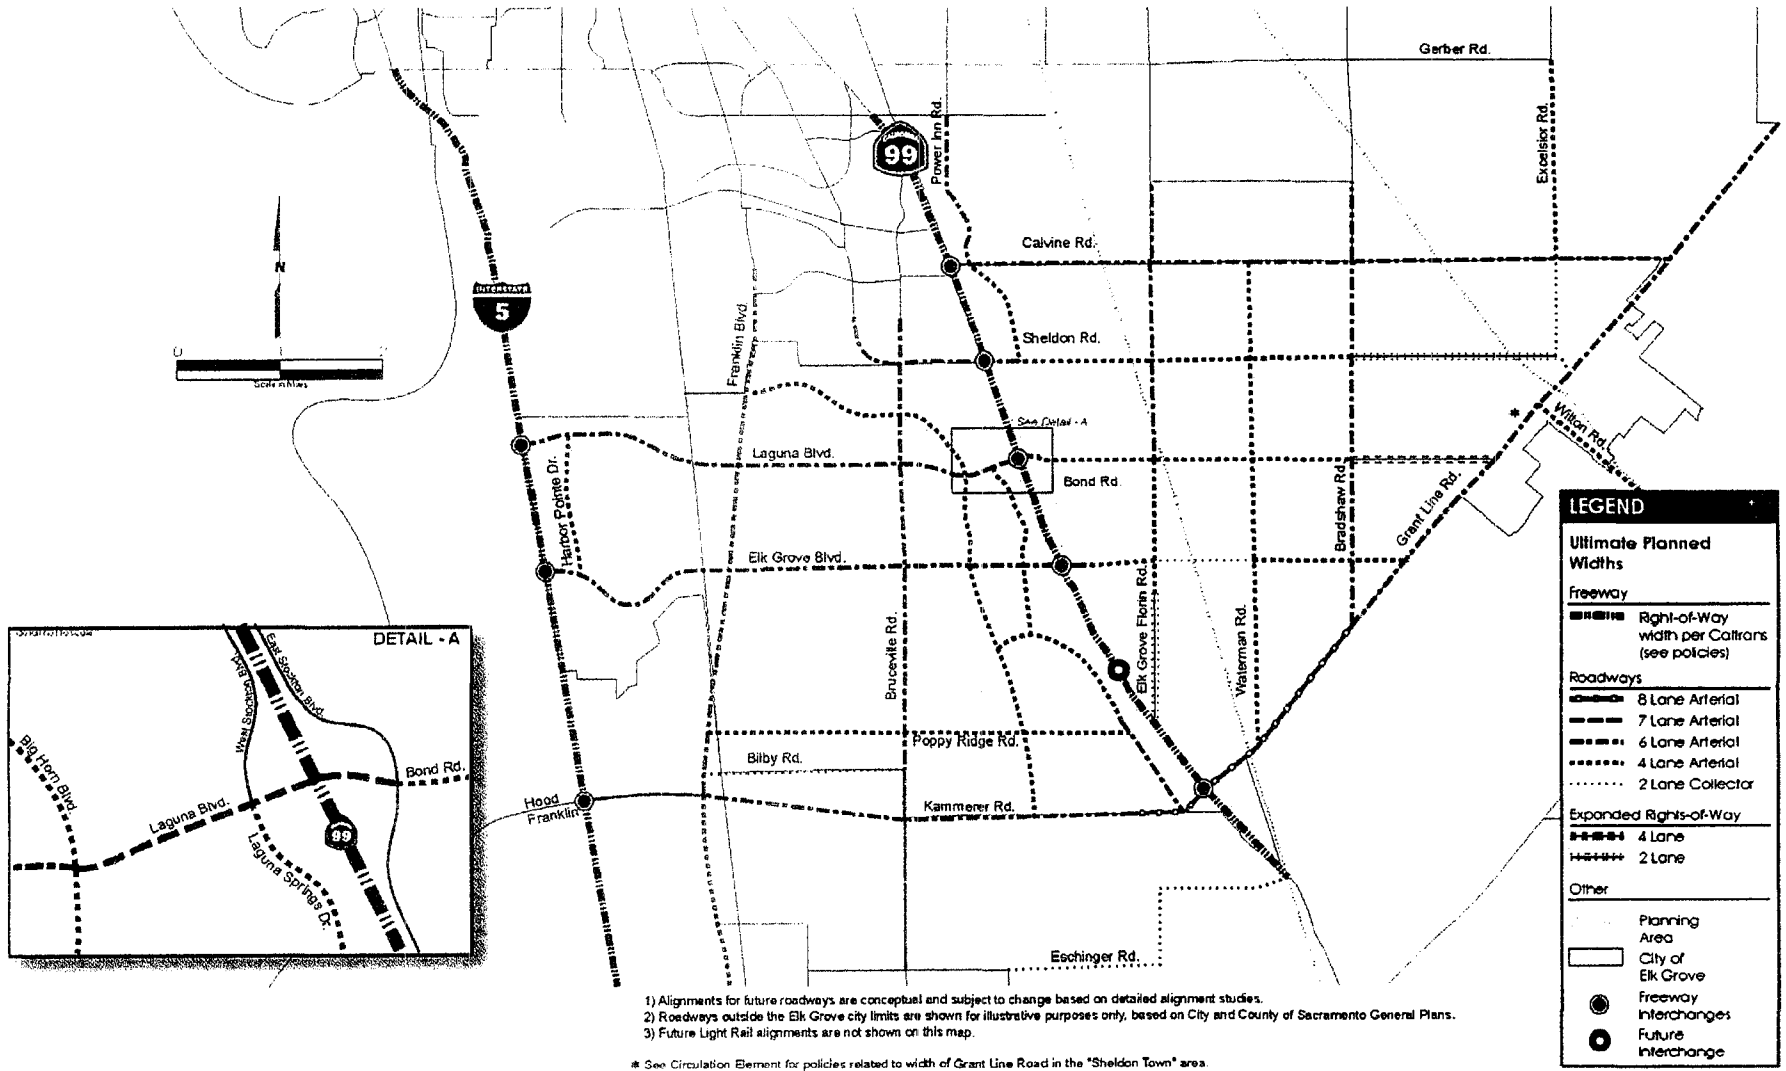 Gerber Rd.
Excelsior Rd.
Power Inn Rd.
99
Calvine Rd.
N
INTERSTATE
5
Franklin Blvd.
Sheldon Rd.
0
Scale in Miles
See Detail - A
Wilton Rd.
*
Laguna Blvd.
Bond Rd.
Harbor Pointe Dr.
Bradshaw Rd.
Grant Line Rd.
Elk Grove Blvd.
Elk Grove Florin Rd.
Bruceville Rd.
Waterman Rd.
Poppy Ridge Rd.
Bilby Rd.
Hood
Franklin
Kammerer Rd.
Eschinger Rd.
DETAIL - A
East Stockton Blvd.
West Stockton Blvd.
Big Horn Blvd.
Bond Rd.
Laguna Blvd.
99
Laguna Springs Dr.
LEGEND
Ultimate Planned
Widths
Freeway
Right-of-Way
width per Caltrans
(see policies)
Roadways
8 Lane Arterial
7 Lane Arterial
6 Lane Arterial
4 Lane Arterial
2 Lane Collector
Expanded Rights-of-Way
4 Lane
2 Lane
Other
Planning
Area
City of
Elk Grove
Freeway
Interchanges
Future
Interchange
1) Alignments for future roadways are conceptual and subject to change based on detailed alignment studies.
2) Roadways outside the Elk Grove city limits are shown for illustrative purposes only, based on City and County of Sacramento General Plans.
3) Future Light Rail alignments are not shown on this map.
* See Circulation Element for policies related to width of Grant Line Road in the "Sheldon Town" area.